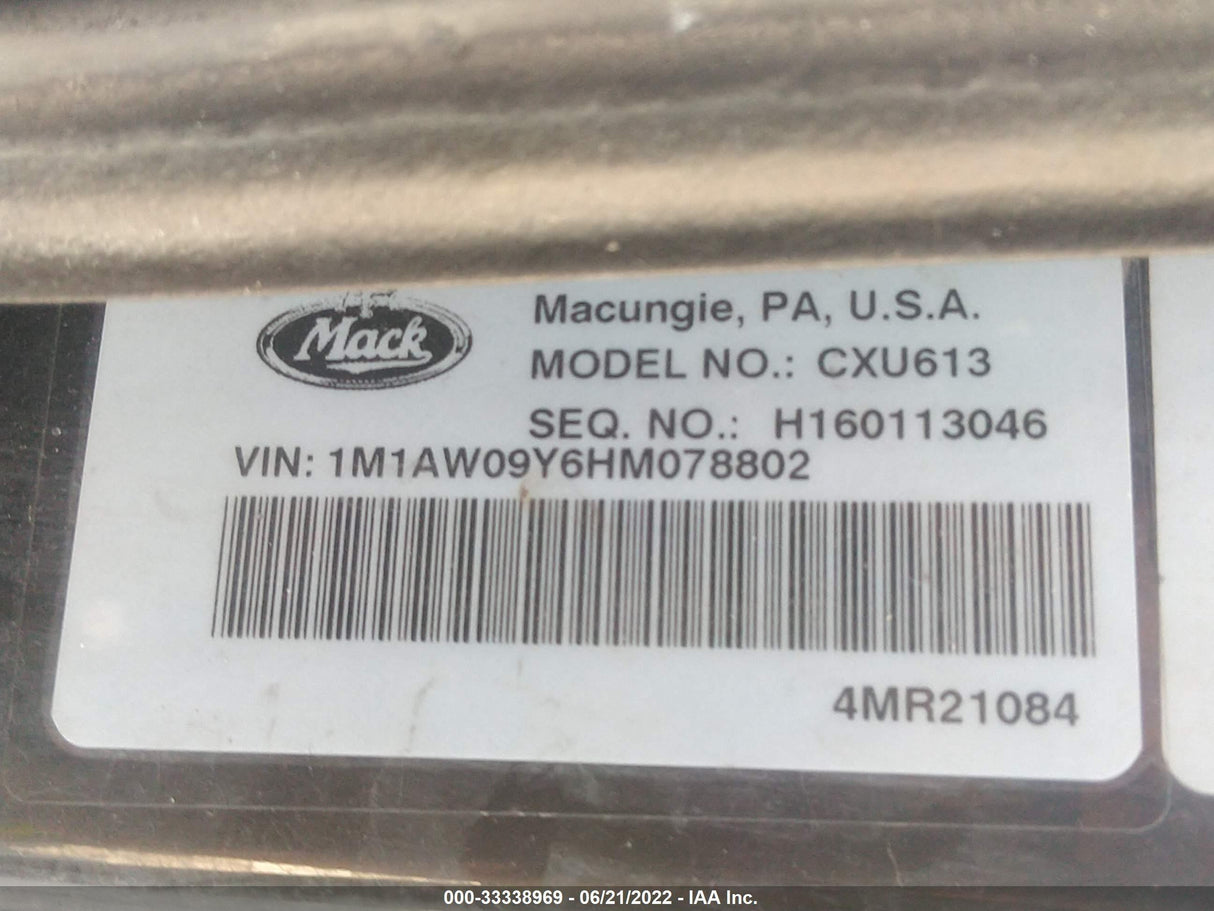 Mack
Macungie, PA, U.S.A.
MODEL NO.: CXU613
SEQ. NO.: H160113046
VIN: 1M1AW09Y6HM078802
4MR21084
000-33338969 - 06/21/2022 - IAA Inc.